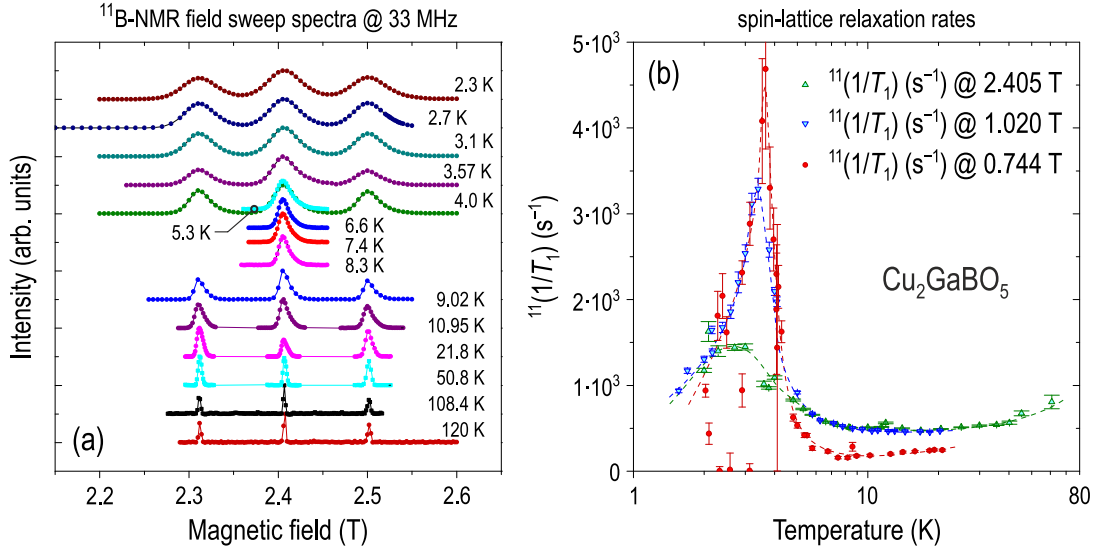 ¹¹B-NMR field sweep spectra @ 33 MHz
2.3 K
2.7 K
3.1 K
3.57 K
4.0 K
5.3 K
6.6 K
7.4 K
8.3 K
9.02 K
10.95 K
21.8 K
50.8 K
108.4 K
120 K
(a)
Intensity (arb. units)
2.2 2.3 2.4 2.5 2.6
Magnetic field (T)
spin-lattice relaxation rates
(b)
¹¹(1/T₁) (s⁻¹) @ 2.405 T
¹¹(1/T₁) (s⁻¹) @ 1.020 T
¹¹(1/T₁) (s⁻¹) @ 0.744 T
Cu₂GaBO₅
5·10³
4·10³
3·10³
2·10³
1·10³
0
¹¹(1/T₁) (s⁻¹)
1 10 80
Temperature (K)